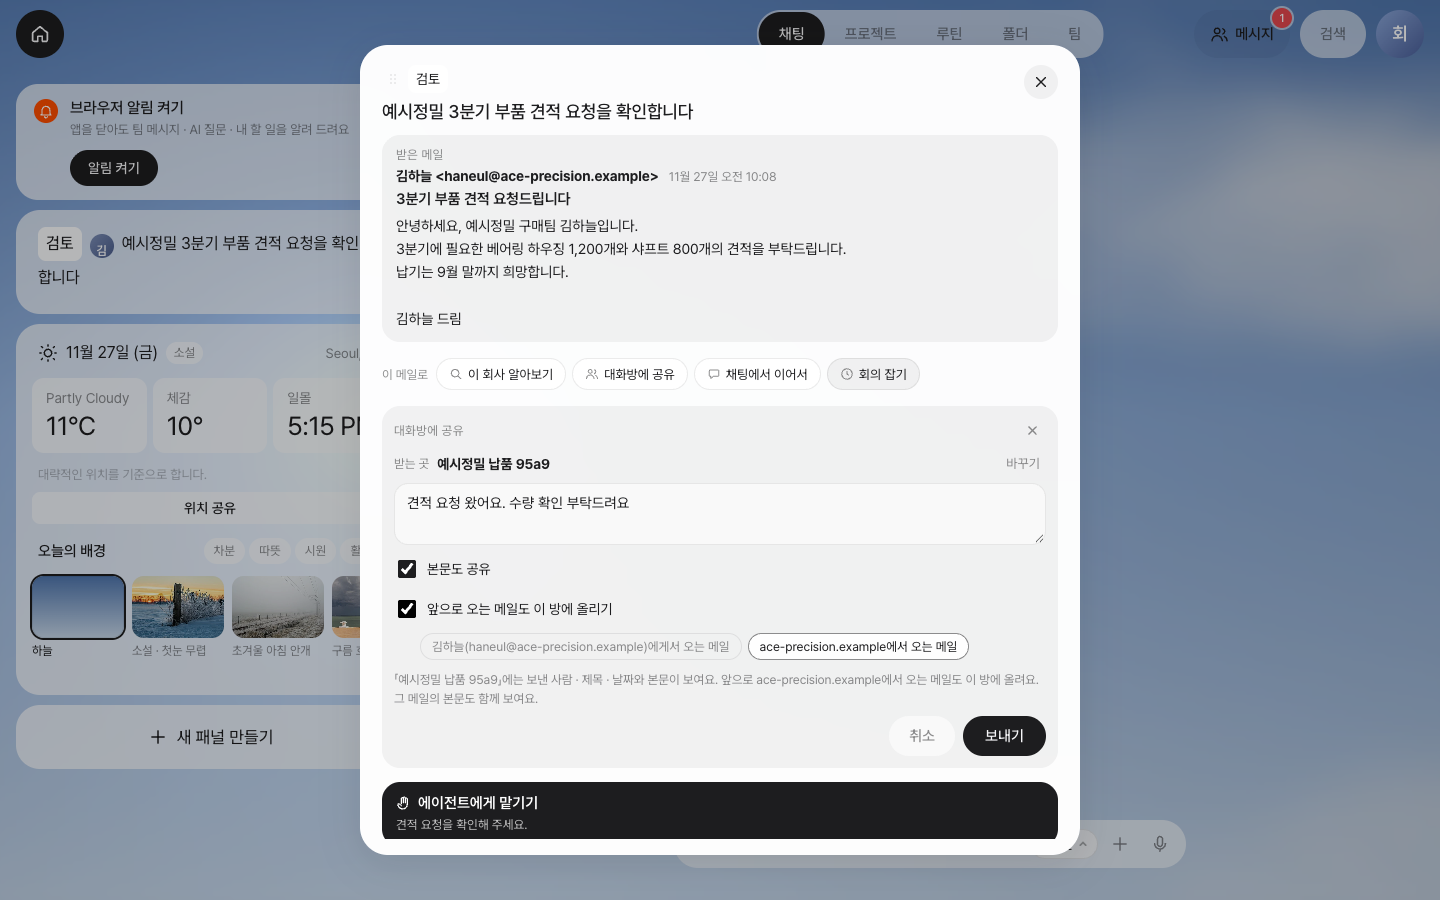 채팅
프로젝트
루틴
폴더
팀
메시지
1
검색
회
브라우저 알림 켜기
앱을 닫아도 팀 메시지 · AI 질문 · 내 할 일을 알려 드려요
알림 켜기
검토
김
예시정밀 3분기 부품 견적 요청을 확인
합니다
11월 27일 (금)
소설
Seoul,
Partly Cloudy
11°C
체감
10°
일몰
5:15 PM
대략적인 위치를 기준으로 합니다.
위치 공유
오늘의 배경
차분
따뜻
시원
하늘
소설 · 첫눈 무렵
초겨울 아침 안개
구름
새 패널 만들기
검토
예시정밀 3분기 부품 견적 요청을 확인합니다
받은 메일
김하늘 <haneul@ace-precision.example> 11월 27일 오전 10:08
3분기 부품 견적 요청드립니다
안녕하세요, 예시정밀 구매팀 김하늘입니다.
3분기에 필요한 베어링 하우징 1,200개와 샤프트 800개의 견적을 부탁드립니다.
납기는 9월 말까지 희망합니다.
김하늘 드림
이 메일로
이 회사 알아보기
대화방에 공유
채팅에서 이어서
회의 잡기
대화방에 공유
받는 곳 예시정밀 납품 95a9
바꾸기
견적 요청 왔어요. 수량 확인 부탁드려요
본문도 공유
앞으로 오는 메일도 이 방에 올리기
김하늘(haneul@ace-precision.example)에게서 오는 메일
ace-precision.example에서 오는 메일
「예시정밀 납품 95a9」에는 보낸 사람 · 제목 · 날짜와 본문이 보여요. 앞으로 ace-precision.example에서 오는 메일도 이 방에 올려요.
그 메일의 본문도 함께 보여요.
취소
보내기
에이전트에게 맡기기
견적 요청을 확인해 주세요.